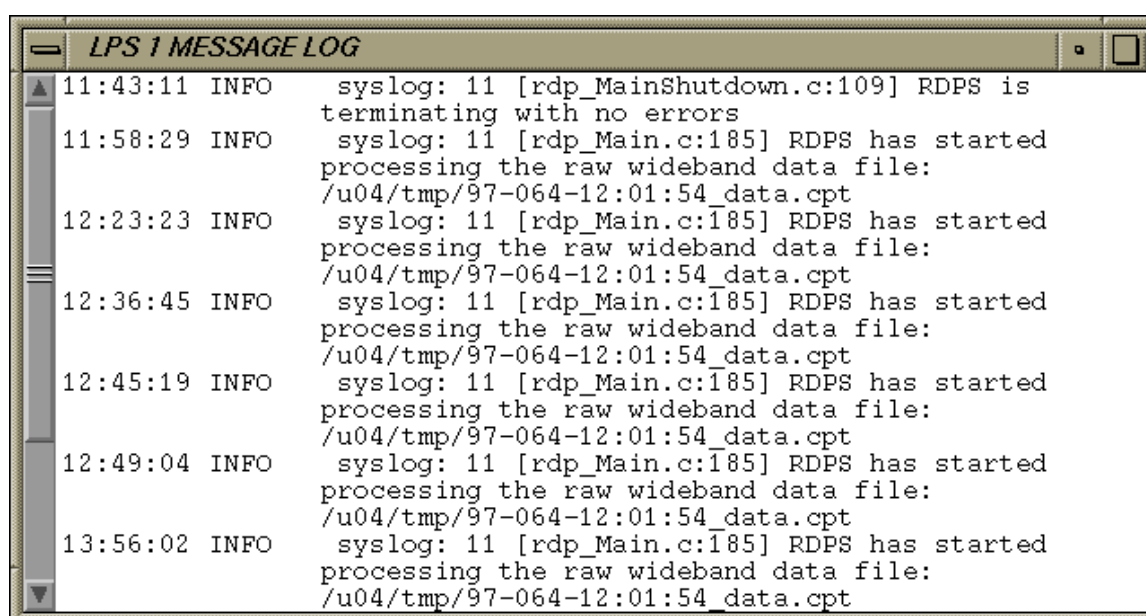 LPS 1 MESSAGE LOG
11:43:11 INFO syslog: 11 [rdp_MainShutdown.c:109] RDPS is
terminating with no errors
11:58:29 INFO syslog: 11 [rdp_Main.c:185] RDPS has started
processing the raw wideband data file:
/u04/tmp/97-064-12:01:54_data.cpt
12:23:23 INFO syslog: 11 [rdp_Main.c:185] RDPS has started
processing the raw wideband data file:
/u04/tmp/97-064-12:01:54_data.cpt
12:36:45 INFO syslog: 11 [rdp_Main.c:185] RDPS has started
processing the raw wideband data file:
/u04/tmp/97-064-12:01:54_data.cpt
12:45:19 INFO syslog: 11 [rdp_Main.c:185] RDPS has started
processing the raw wideband data file:
/u04/tmp/97-064-12:01:54_data.cpt
12:49:04 INFO syslog: 11 [rdp_Main.c:185] RDPS has started
processing the raw wideband data file:
/u04/tmp/97-064-12:01:54_data.cpt
13:56:02 INFO syslog: 11 [rdp_Main.c:185] RDPS has started
processing the raw wideband data file:
/u04/tmp/97-064-12:01:54_data.cpt